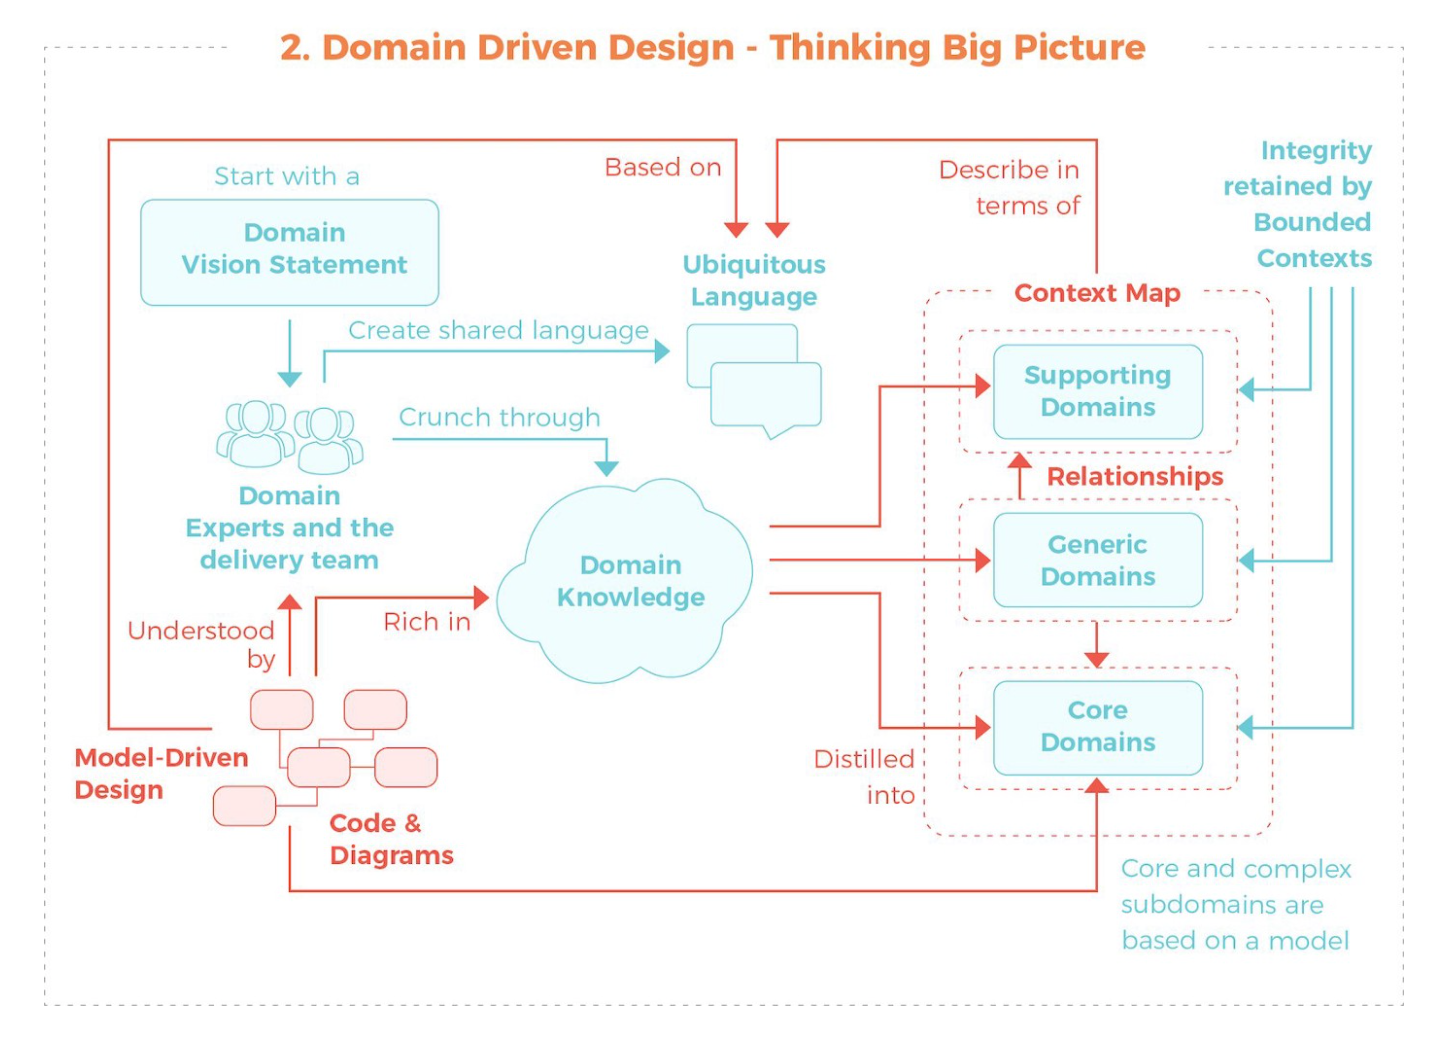 2. Domain Driven Design - Thinking Big Picture
Start with a
Domain
Vision Statement
Based on
Describe in
terms of
Integrity
retained by
Bounded
Contexts
Ubiquitous
Language
Create shared language
Crunch through
Context Map
Supporting
Domains
Relationships
Generic
Domains
Core
Domains
Domain
Experts and the
delivery team
Domain
Knowledge
Understood
by
Rich in
Model-Driven
Design
Code &
Diagrams
Distilled
into
Core and complex
subdomains are
based on a model